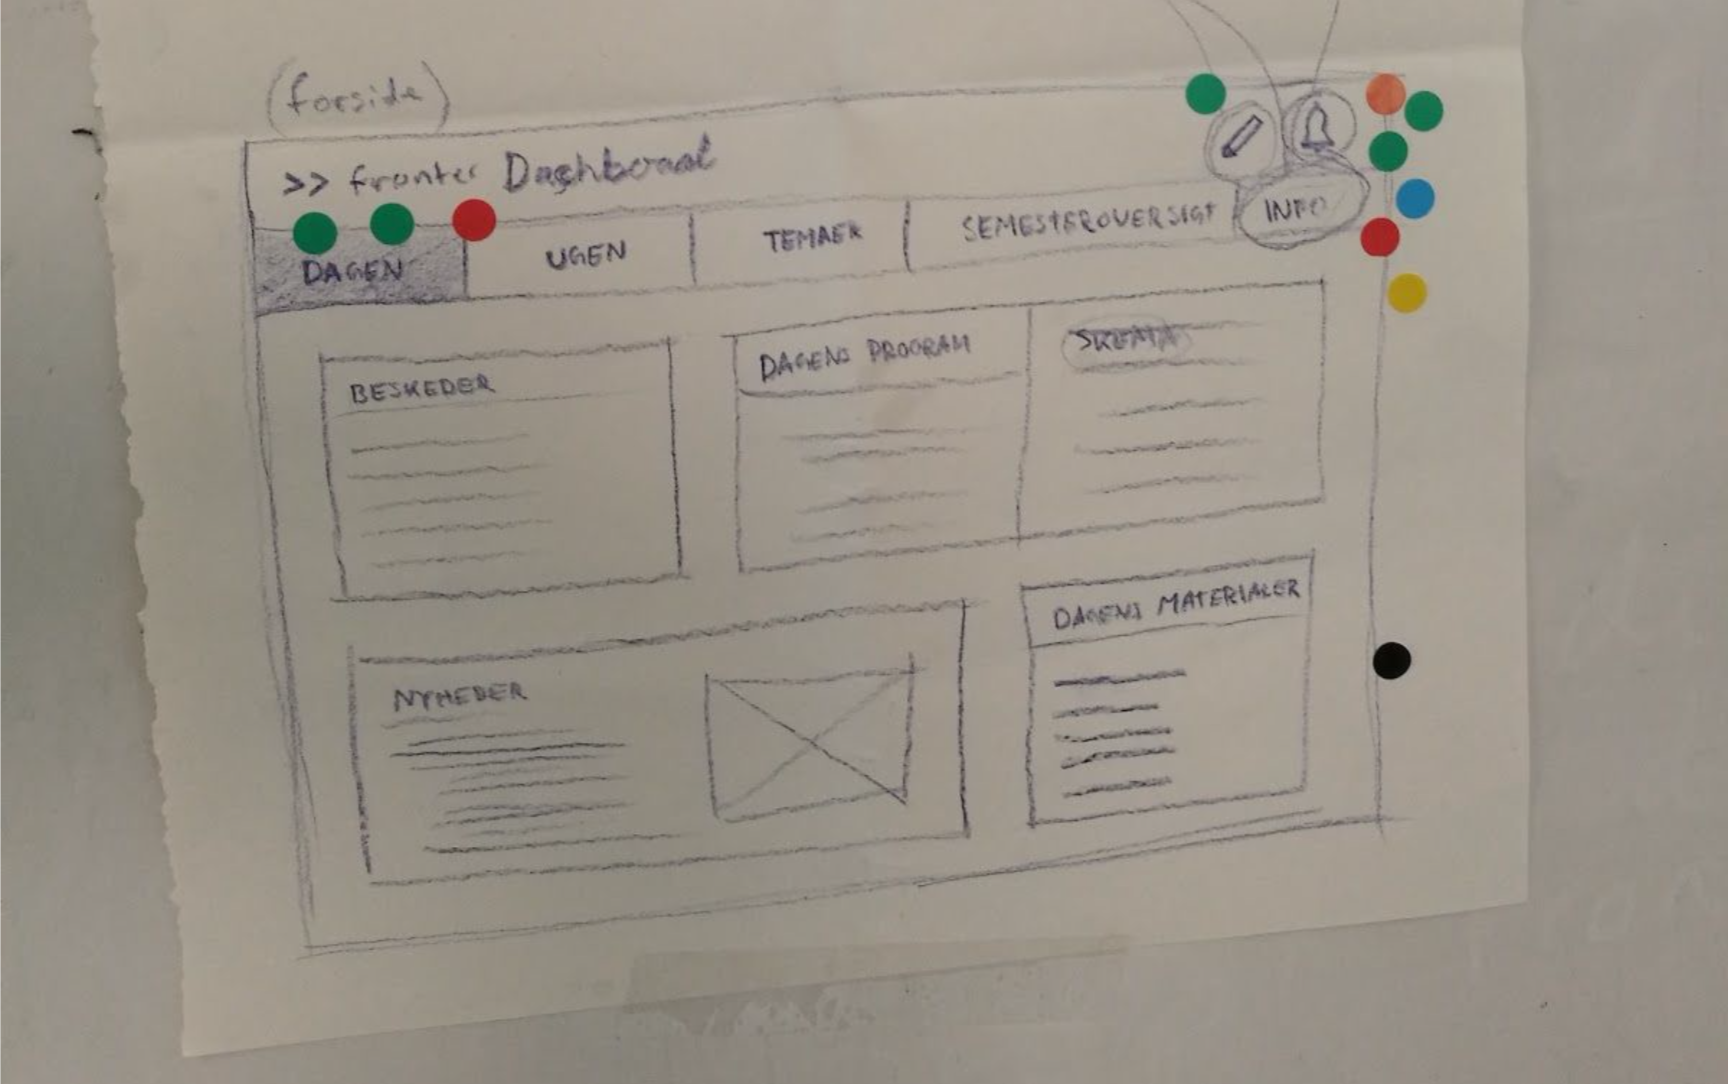 (forside)
>> fronter Dashboard
DAGEN
UGEN
TEMAER
SEMESTEROVERSIGT
INFO
BESKEDER
DAGENS PROGRAM
SKEMA
NYHEDER
DAGENS MATERIALER